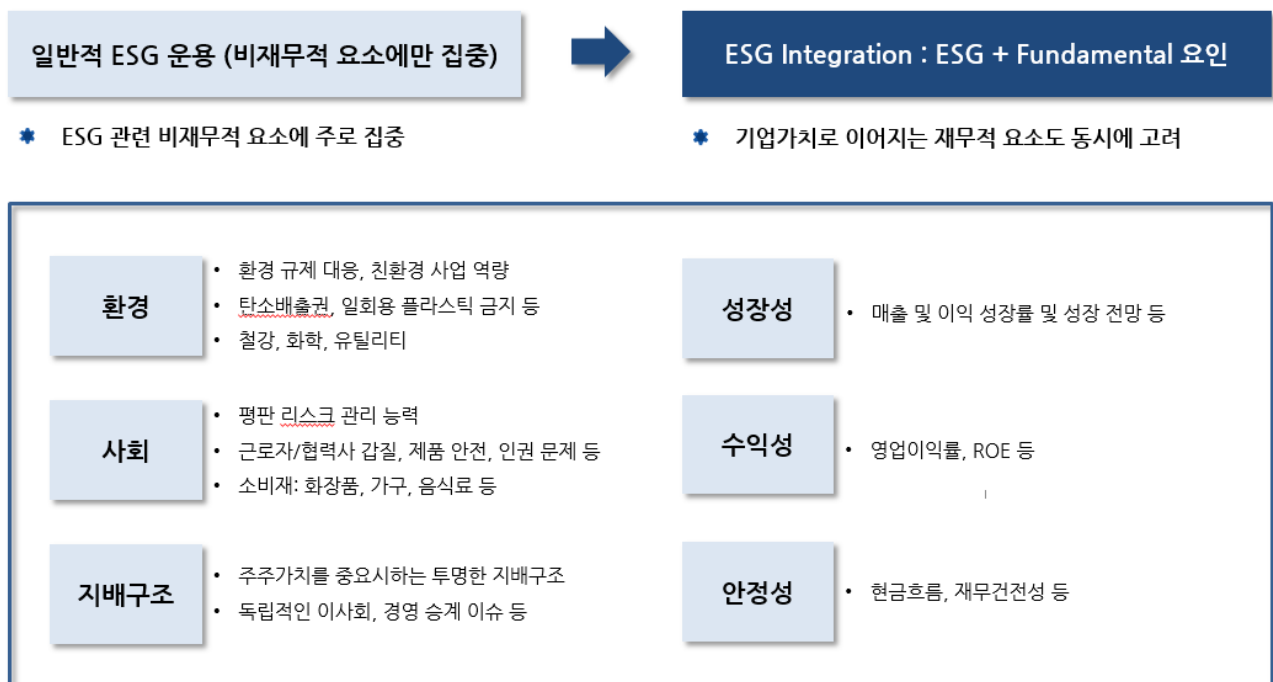 일반적 ESG 운용 (비재무적 요소에만 집중)
ESG Integration : ESG + Fundamental 요인
ESG 관련 비재무적 요소에 주로 집중
기업가치로 이어지는 재무적 요소도 동시에 고려
환경
• 환경 규제 대응, 친환경 사업 역량
• 탄소배출권, 일회용 플라스틱 금지 등
• 철강, 화학, 유틸리티
성장성
• 매출 및 이익 성장률 및 성장 전망 등
사회
• 평판 리스크 관리 능력
• 근로자/협력사 갑질, 제품 안전, 인권 문제 등
• 소비재: 화장품, 가구, 음식료 등
수익성
• 영업이익률, ROE 등
지배구조
• 주주가치를 중요시하는 투명한 지배구조
• 독립적인 이사회, 경영 승계 이슈 등
안정성
• 현금흐름, 재무건전성 등